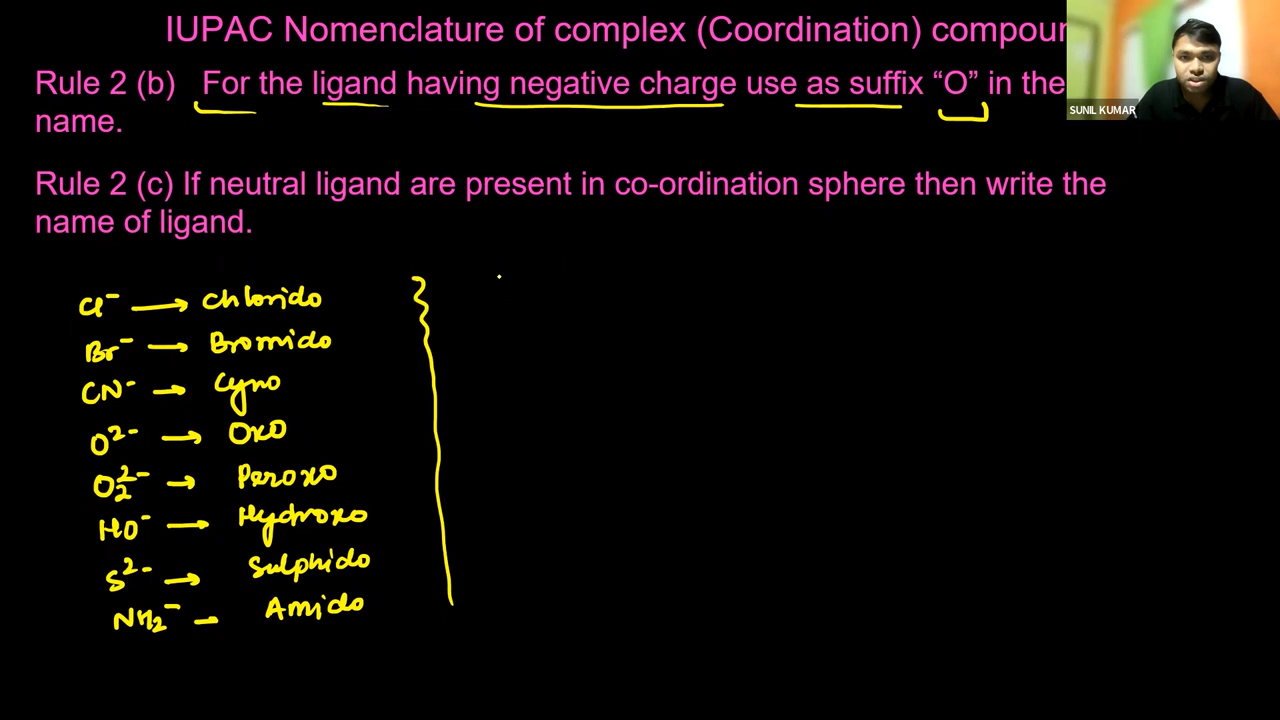 IUPAC Nomenclature of complex (Coordination) compoun
Rule 2 (b) For the ligand having negative charge use as suffix “O” in the
name.
SUNIL KUMAR
Rule 2 (c) If neutral ligand are present in co-ordination sphere then write the
name of ligand.
Cl⁻ → Chlorido
Br⁻ → Bromido
CN⁻ → Cyno
O²⁻ → Oxo
O₂²⁻ → Peroxo
HO⁻ → Hydroxo
S²⁻ → Sulphido
NH₂⁻ – Amido